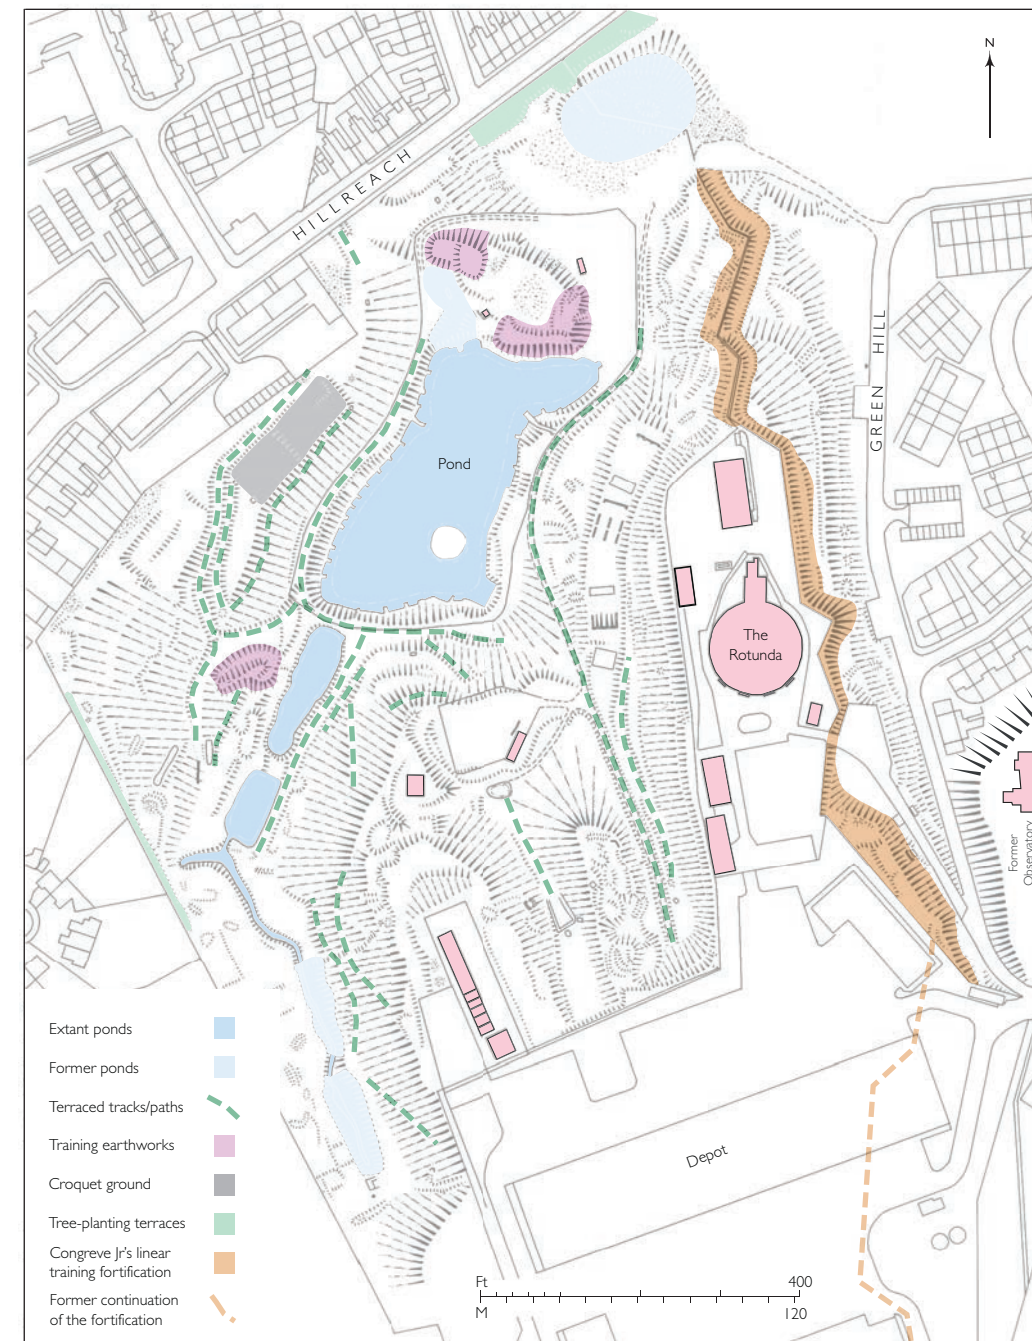 N
HILLREACH
GREEN HILL
Pond
The
Rotunda
Former
Observatory
Depot
Extant ponds
Former ponds
Terraced tracks/paths
Training earthworks
Croquet ground
Tree-planting terraces
Congreve Jr's linear
training fortification
Former continuation
of the fortification
Ft 400
M 120